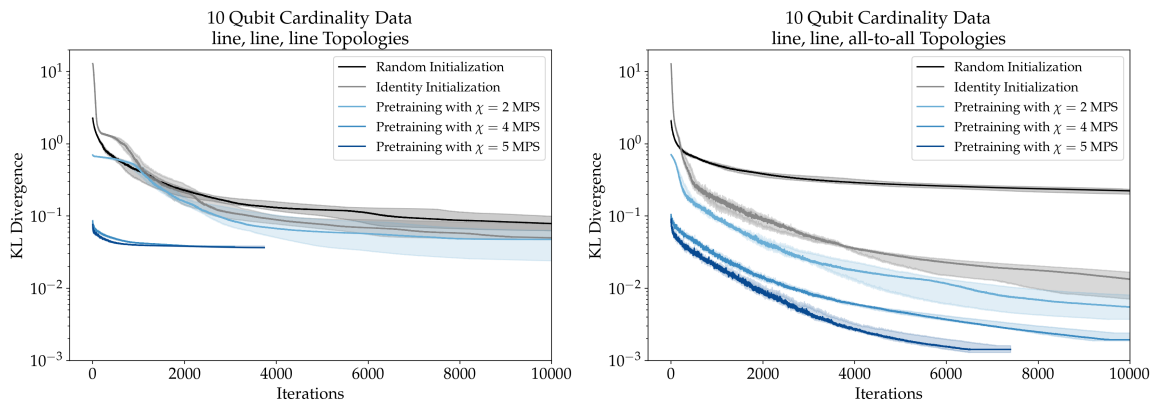 10 Qubit Cardinality Data
line, line, line Topologies
KL Divergence
10¹
10⁰
10⁻¹
10⁻²
10⁻³
Random Initialization
Identity Initialization
Pretraining with χ = 2 MPS
Pretraining with χ = 4 MPS
Pretraining with χ = 5 MPS
0 2000 4000 6000 8000 10000
Iterations
10 Qubit Cardinality Data
line, line, all-to-all Topologies
KL Divergence
10¹
10⁰
10⁻¹
10⁻²
10⁻³
Random Initialization
Identity Initialization
Pretraining with χ = 2 MPS
Pretraining with χ = 4 MPS
Pretraining with χ = 5 MPS
0 2000 4000 6000 8000 10000
Iterations